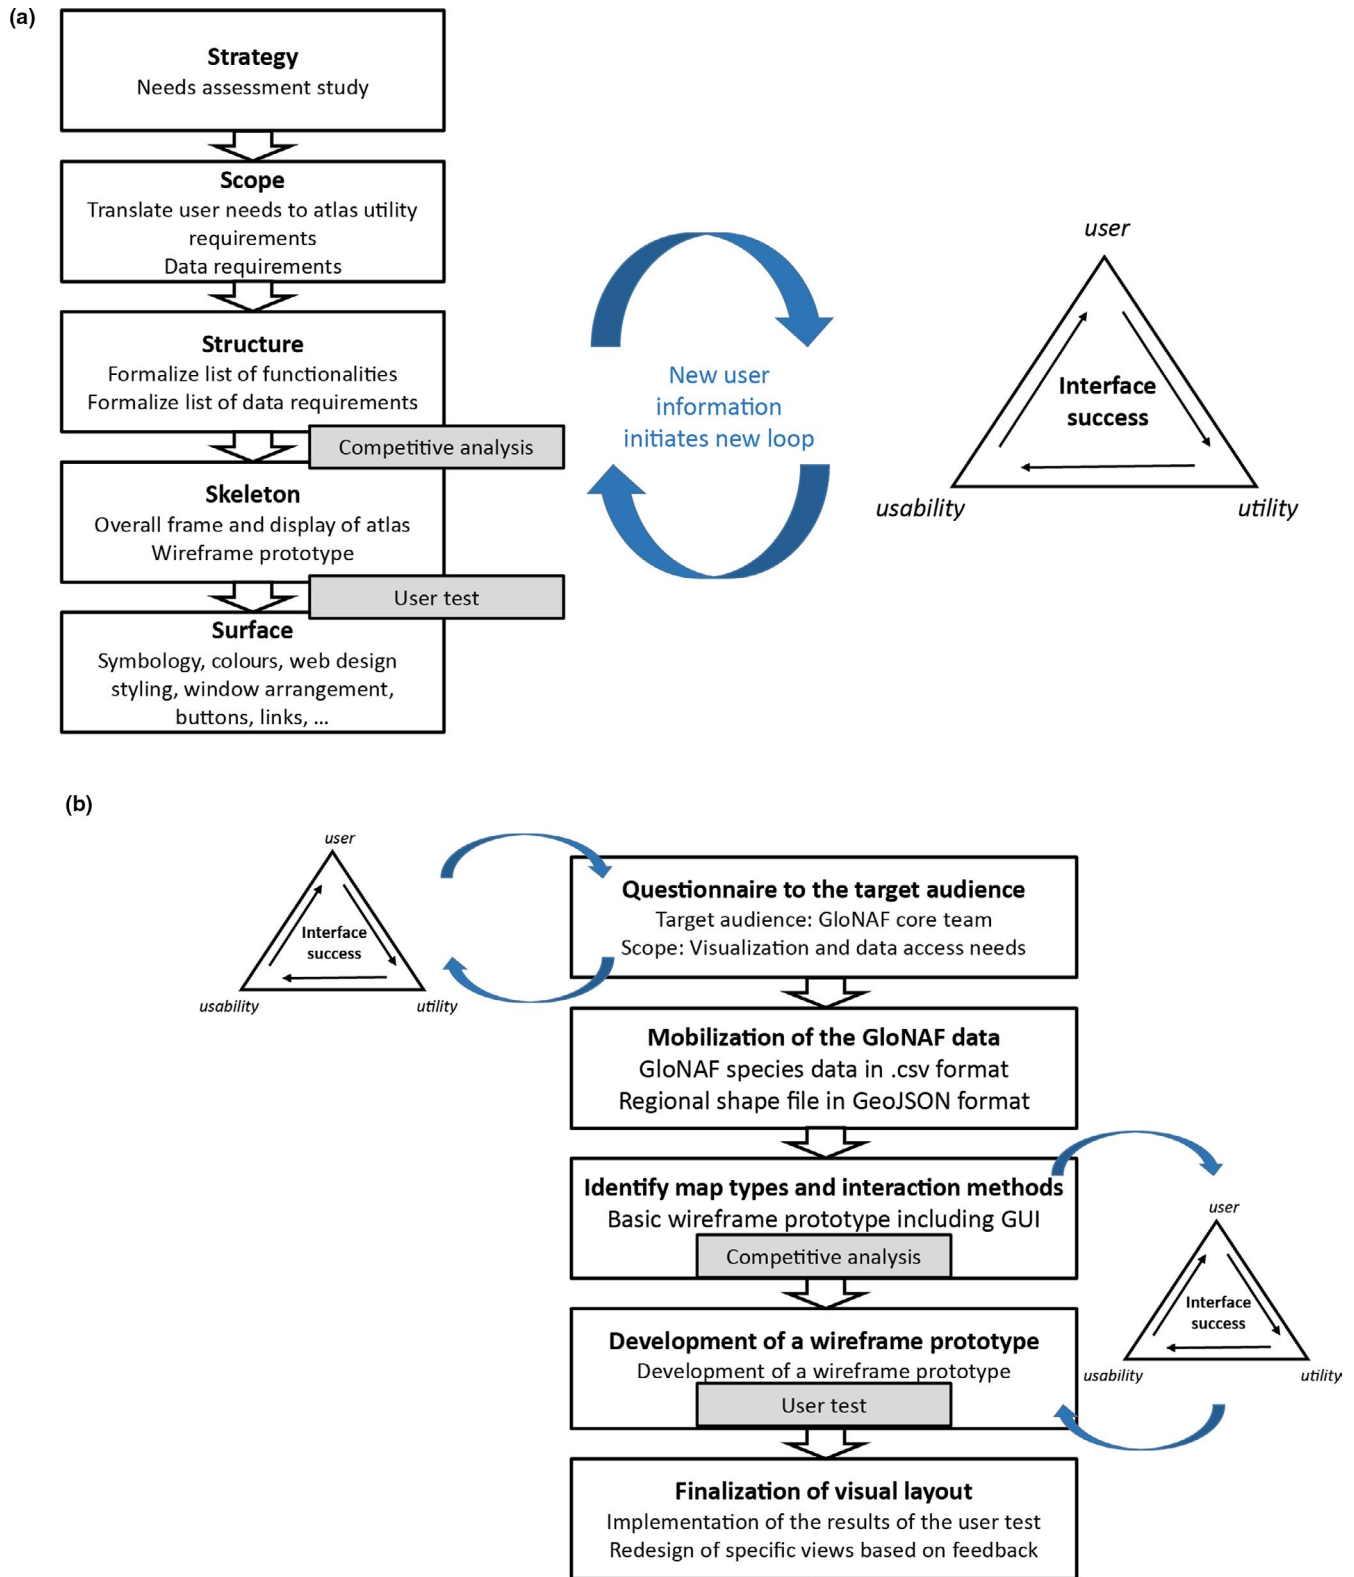 (a)
Strategy
Needs assessment study
Scope
Translate user needs to atlas utility
requirements
Data requirements
Structure
Formalize list of functionalities
Formalize list of data requirements
Competitive analysis
Skeleton
Overall frame and display of atlas
Wireframe prototype
User test
Surface
Symbology, colours, web design
styling, window arrangement,
buttons, links, ...
New user
information
initiates new loop
user
Interface
success
usability
utility
(b)
user
Interface
success
usability
utility
Questionnaire to the target audience
Target audience: GloNAF core team
Scope: Visualization and data access needs
Mobilization of the GloNAF data
GloNAF species data in .csv format
Regional shape file in GeoJSON format
Identify map types and interaction methods
Basic wireframe prototype including GUI
Competitive analysis
user
Interface
success
usability
utility
Development of a wireframe prototype
Development of a wireframe prototype
User test
Finalization of visual layout
Implementation of the results of the user test
Redesign of specific views based on feedback